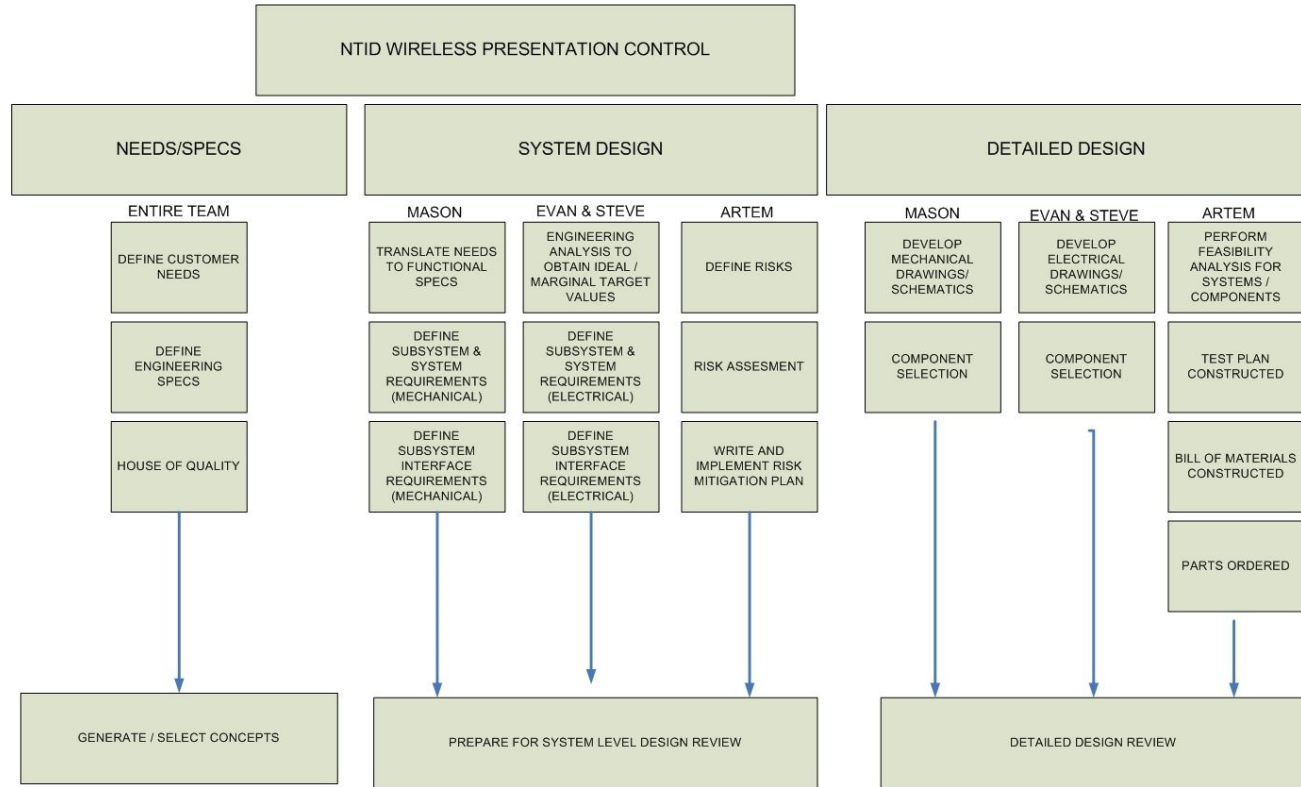 NTID WIRELESS PRESENTATION CONTROL
NEEDS/SPECS
SYSTEM DESIGN
DETAILED DESIGN
ENTIRE TEAM
DEFINE CUSTOMER
NEEDS
DEFINE
ENGINEERING
SPECS
HOUSE OF QUALITY
GENERATE / SELECT CONCEPTS
MASON
TRANSLATE NEEDS
TO FUNCTIONAL
SPECS
DEFINE
SUBSYSTEM &
SYSTEM
REQUIREMENTS
(MECHANICAL)
DEFINE
SUBSYSTEM
INTERFACE
REQUIREMENTS
(MECHANICAL)
EVAN & STEVE
ENGINEERING
ANALYSIS TO
OBTAIN IDEAL /
MARGINAL TARGET
VALUES
DEFINE
SUBSYSTEM &
SYSTEM
REQUIREMENTS
(ELECTRICAL)
DEFINE
SUBSYSTEM
INTERFACE
REQUIREMENTS
(ELECTRICAL)
ARTEM
DEFINE RISKS
RISK ASSESMENT
WRITE AND
IMPLEMENT RISK
MITIGATION PLAN
PREPARE FOR SYSTEM LEVEL DESIGN REVIEW
MASON
DEVELOP
MECHANICAL
DRAWINGS/
SCHEMATICS
COMPONENT
SELECTION
EVAN & STEVE
DEVELOP
ELECTRICAL
DRAWINGS/
SCHEMATICS
COMPONENT
SELECTION
ARTEM
PERFORM
FEASIBILITY
ANALYSIS FOR
SYSTEMS /
COMPONENTS
TEST PLAN
CONSTRUCTED
BILL OF MATERIALS
CONSTRUCTED
PARTS ORDERED
DETAILED DESIGN REVIEW